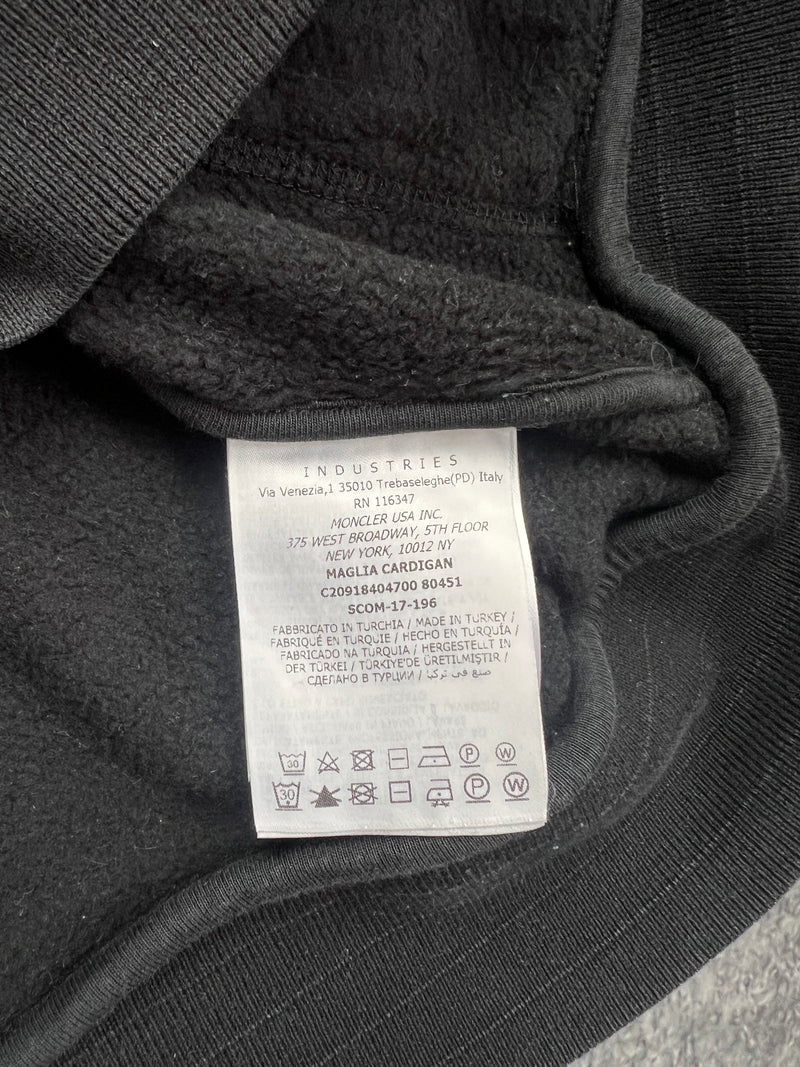 INDUSTRIES
Via Venezia,1 35010 Trebaseleghe(PD) Italy
RN 116347
MONCLER USA INC.
375 WEST BROADWAY, 5TH FLOOR
NEW YORK, 10012 NY
MAGLIA CARDIGAN
C20918404700 80451
SCOM-17-196
FABBRICATO IN TURCHIA / MADE IN TURKEY /
FABRIQUÉ EN TURQUIE / HECHO EN TURQUÍA /
FABRICADO NA TURQUIA / HERGESTELLT IN
DER TÜRKEI / TÜRKİYE'DE ÜRETİLMİŞTİR /
СДЕЛАНО В ТУРЦИИ / صنع في تركيا
30 P W
30 P W